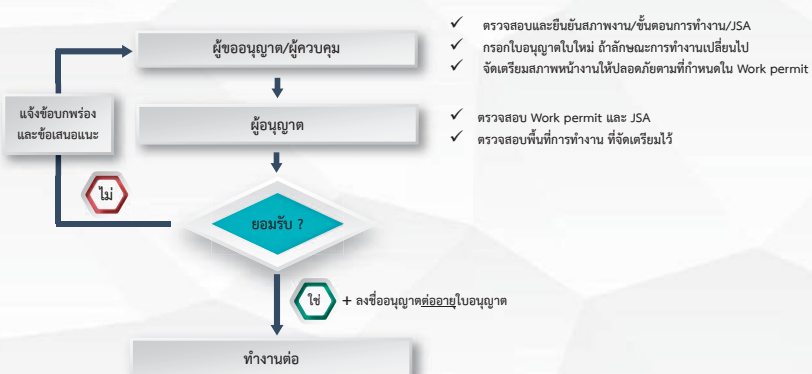 ผู้ขออนุญาต/ผู้ควบคุม
✓ ตรวจสอบและยืนยันสภาพงาน/ขั้นตอนการทำงาน/JSA
✓ กรอกใบอนุญาตใบใหม่ ถ้าลักษณะการทำงานเปลี่ยนไป
✓ จัดเตรียมสภาพหน้างานให้ปลอดภัยตามที่กำหนดใน Work permit
แจ้งข้อบกพร่อง
และข้อเสนอแนะ
ผู้อนุญาต
✓ ตรวจสอบ Work permit และ JSA
✓ ตรวจสอบพื้นที่การทำงาน ที่จัดเตรียมไว้
ไม่
ยอมรับ ?
ใช่ + ลงชื่ออนุญาตต่ออายุใบอนุญาต
ทำงานต่อ